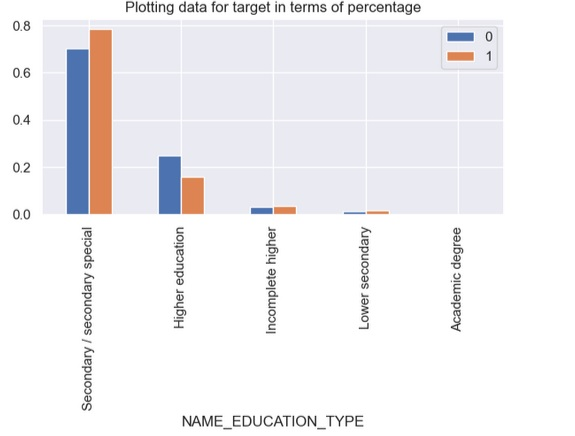 Plotting data for target in terms of percentage
0.8
0.6
0.4
0.2
0.0
0
1
Secondary / secondary special
Higher education
Incomplete higher
Lower secondary
Academic degree
NAME_EDUCATION_TYPE